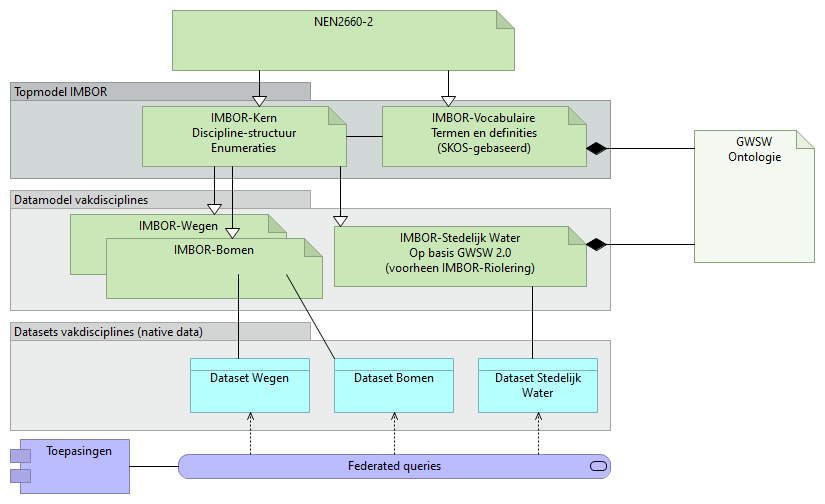 NEN2660-2
Topmodel IMBOR
IMBOR-Kern
Discipline-structuur
Enumeraties
IMBOR-Vocabulaire
Termen en definities
(SKOS-gebaseerd)
GWSW
Ontologie
Datamodel vakdisciplines
IMBOR-Wegen
IMBOR-Bomen
IMBOR-Stedelijk Water
Op basis GWSW 2.0
(voorheen IMBOR-Riolering)
Datasets vakdisciplines (native data)
Dataset Wegen
Dataset Bomen
Dataset Stedelijk
Water
Toepasingen
Federated queries